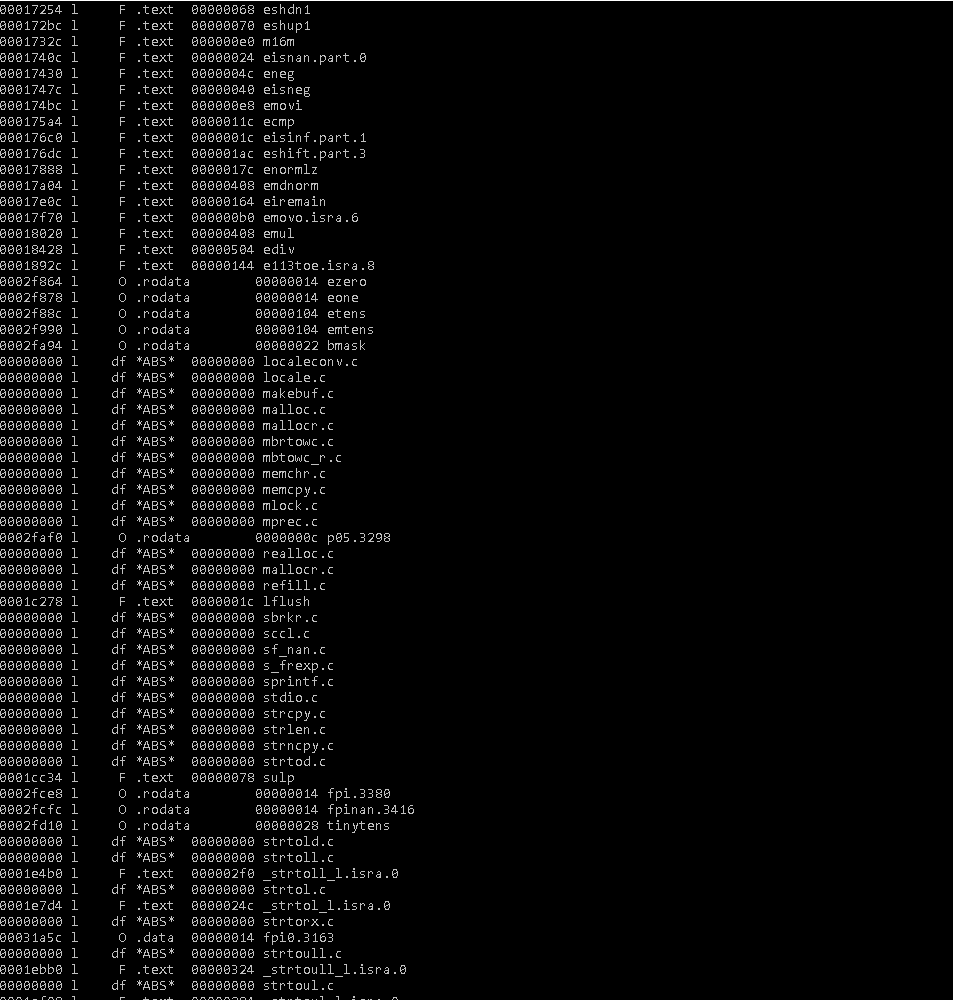 00017254 l     F .text  00000068 eshdn1
000172bc l     F .text  00000070 eshup1
0001732c l     F .text  000000e0 m16m
0001740c l     F .text  00000024 eisnan.part.0
00017430 l     F .text  0000004c eneg
0001747c l     F .text  00000040 eisneg
000174bc l     F .text  000000e8 emovi
000175a4 l     F .text  0000011c ecmp
000176c0 l     F .text  0000001c eisinf.part.1
000176dc l     F .text  000001ac eshift.part.3
00017888 l     F .text  0000017c enormlz
00017a04 l     F .text  00000408 emdnorm
00017e0c l     F .text  00000164 eiremain
00017f70 l     F .text  000000b0 emovo.isra.6
00018020 l     F .text  00000408 emul
00018428 l     F .text  00000504 ediv
0001892c l     F .text  00000144 e113toe.isra.8
0002f864 l     O .rodata        00000014 ezero
0002f878 l     O .rodata        00000014 eone
0002f88c l     O .rodata        00000104 etens
0002f990 l     O .rodata        00000104 emtens
0002fa94 l     O .rodata        00000022 bmask
00000000 l    df *ABS*  00000000 localeconv.c
00000000 l    df *ABS*  00000000 locale.c
00000000 l    df *ABS*  00000000 makebuf.c
00000000 l    df *ABS*  00000000 malloc.c
00000000 l    df *ABS*  00000000 mallocr.c
00000000 l    df *ABS*  00000000 mbrtowc.c
00000000 l    df *ABS*  00000000 mbtowc_r.c
00000000 l    df *ABS*  00000000 memchr.c
00000000 l    df *ABS*  00000000 memcpy.c
00000000 l    df *ABS*  00000000 mlock.c
00000000 l    df *ABS*  00000000 mprec.c
0002faf0 l     O .rodata        0000000c p05.3298
00000000 l    df *ABS*  00000000 realloc.c
00000000 l    df *ABS*  00000000 mallocr.c
00000000 l    df *ABS*  00000000 refill.c
0001c278 l     F .text  0000001c lflush
00000000 l    df *ABS*  00000000 sbrkr.c
00000000 l    df *ABS*  00000000 sccl.c
00000000 l    df *ABS*  00000000 sf_nan.c
00000000 l    df *ABS*  00000000 s_frexp.c
00000000 l    df *ABS*  00000000 sprintf.c
00000000 l    df *ABS*  00000000 stdio.c
00000000 l    df *ABS*  00000000 strcpy.c
00000000 l    df *ABS*  00000000 strlen.c
00000000 l    df *ABS*  00000000 strncpy.c
00000000 l    df *ABS*  00000000 strtod.c
0001cc34 l     F .text  00000078 sulp
0002fce8 l     O .rodata        00000014 fpi.3380
0002fcfc l     O .rodata        00000014 fpinan.3416
0002fd10 l     O .rodata        00000028 tinytens
00000000 l    df *ABS*  00000000 strtold.c
00000000 l    df *ABS*  00000000 strtoll.c
0001e4b0 l     F .text  000002f0 _strtoll_l.isra.0
00000000 l    df *ABS*  00000000 strtol.c
0001e7d4 l     F .text  0000024c _strtol_l.isra.0
00000000 l    df *ABS*  00000000 strtorx.c
00031a5c l     O .data  00000014 fpi0.3163
00000000 l    df *ABS*  00000000 strtoull.c
0001ebb0 l     F .text  00000324 _strtoull_l.isra.0
00000000 l    df *ABS*  00000000 strtoul.c